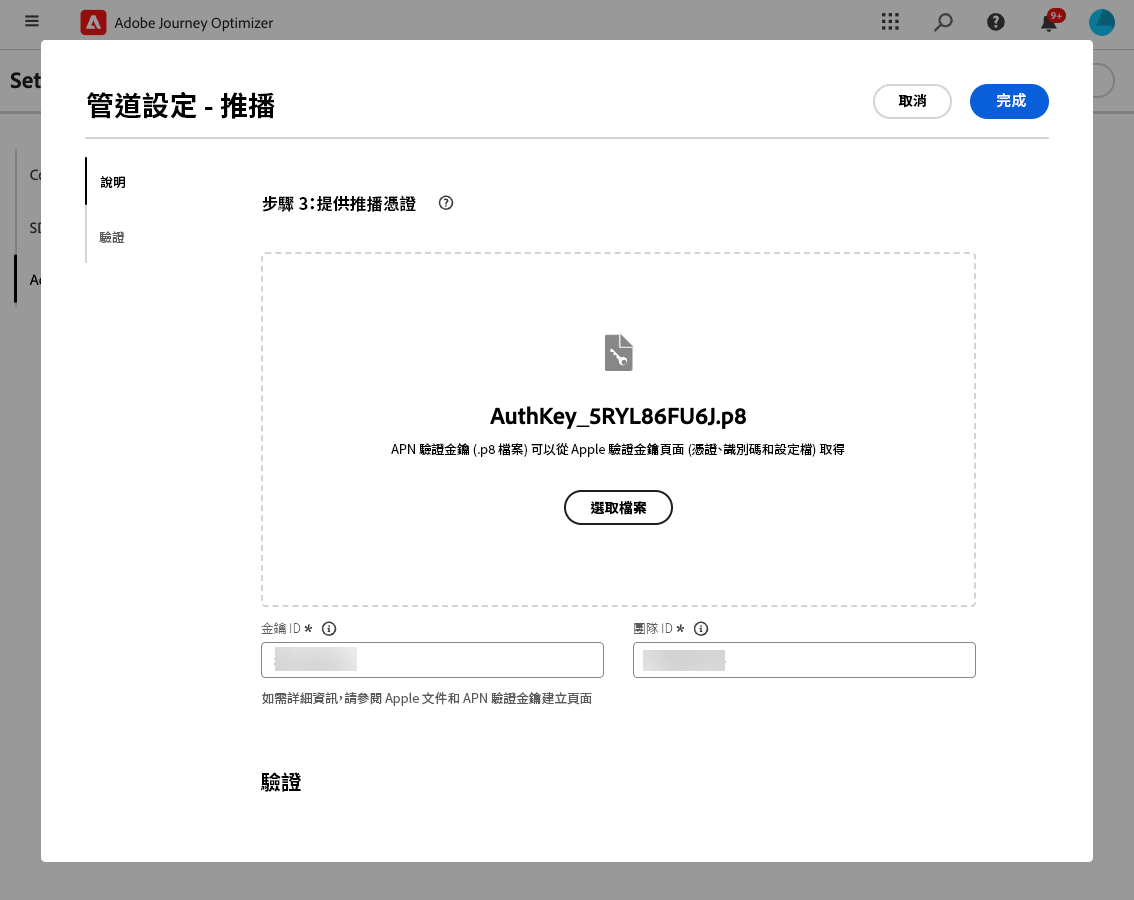 Adobe Journey Optimizer
9+
Set
管道設定 - 推播
取消
完成
說明
驗證
步驟 3：提供推播憑證
AuthKey_5RYL86FU6J.p8
APN 驗證金鑰 (.p8 檔案) 可以從 Apple 驗證金鑰頁面 (憑證、識別碼和設定檔) 取得
選取檔案
金鑰 ID *
團隊 ID *
如需詳細資訊，請參閱 Apple 文件和 APN 驗證金鑰建立頁面
驗證